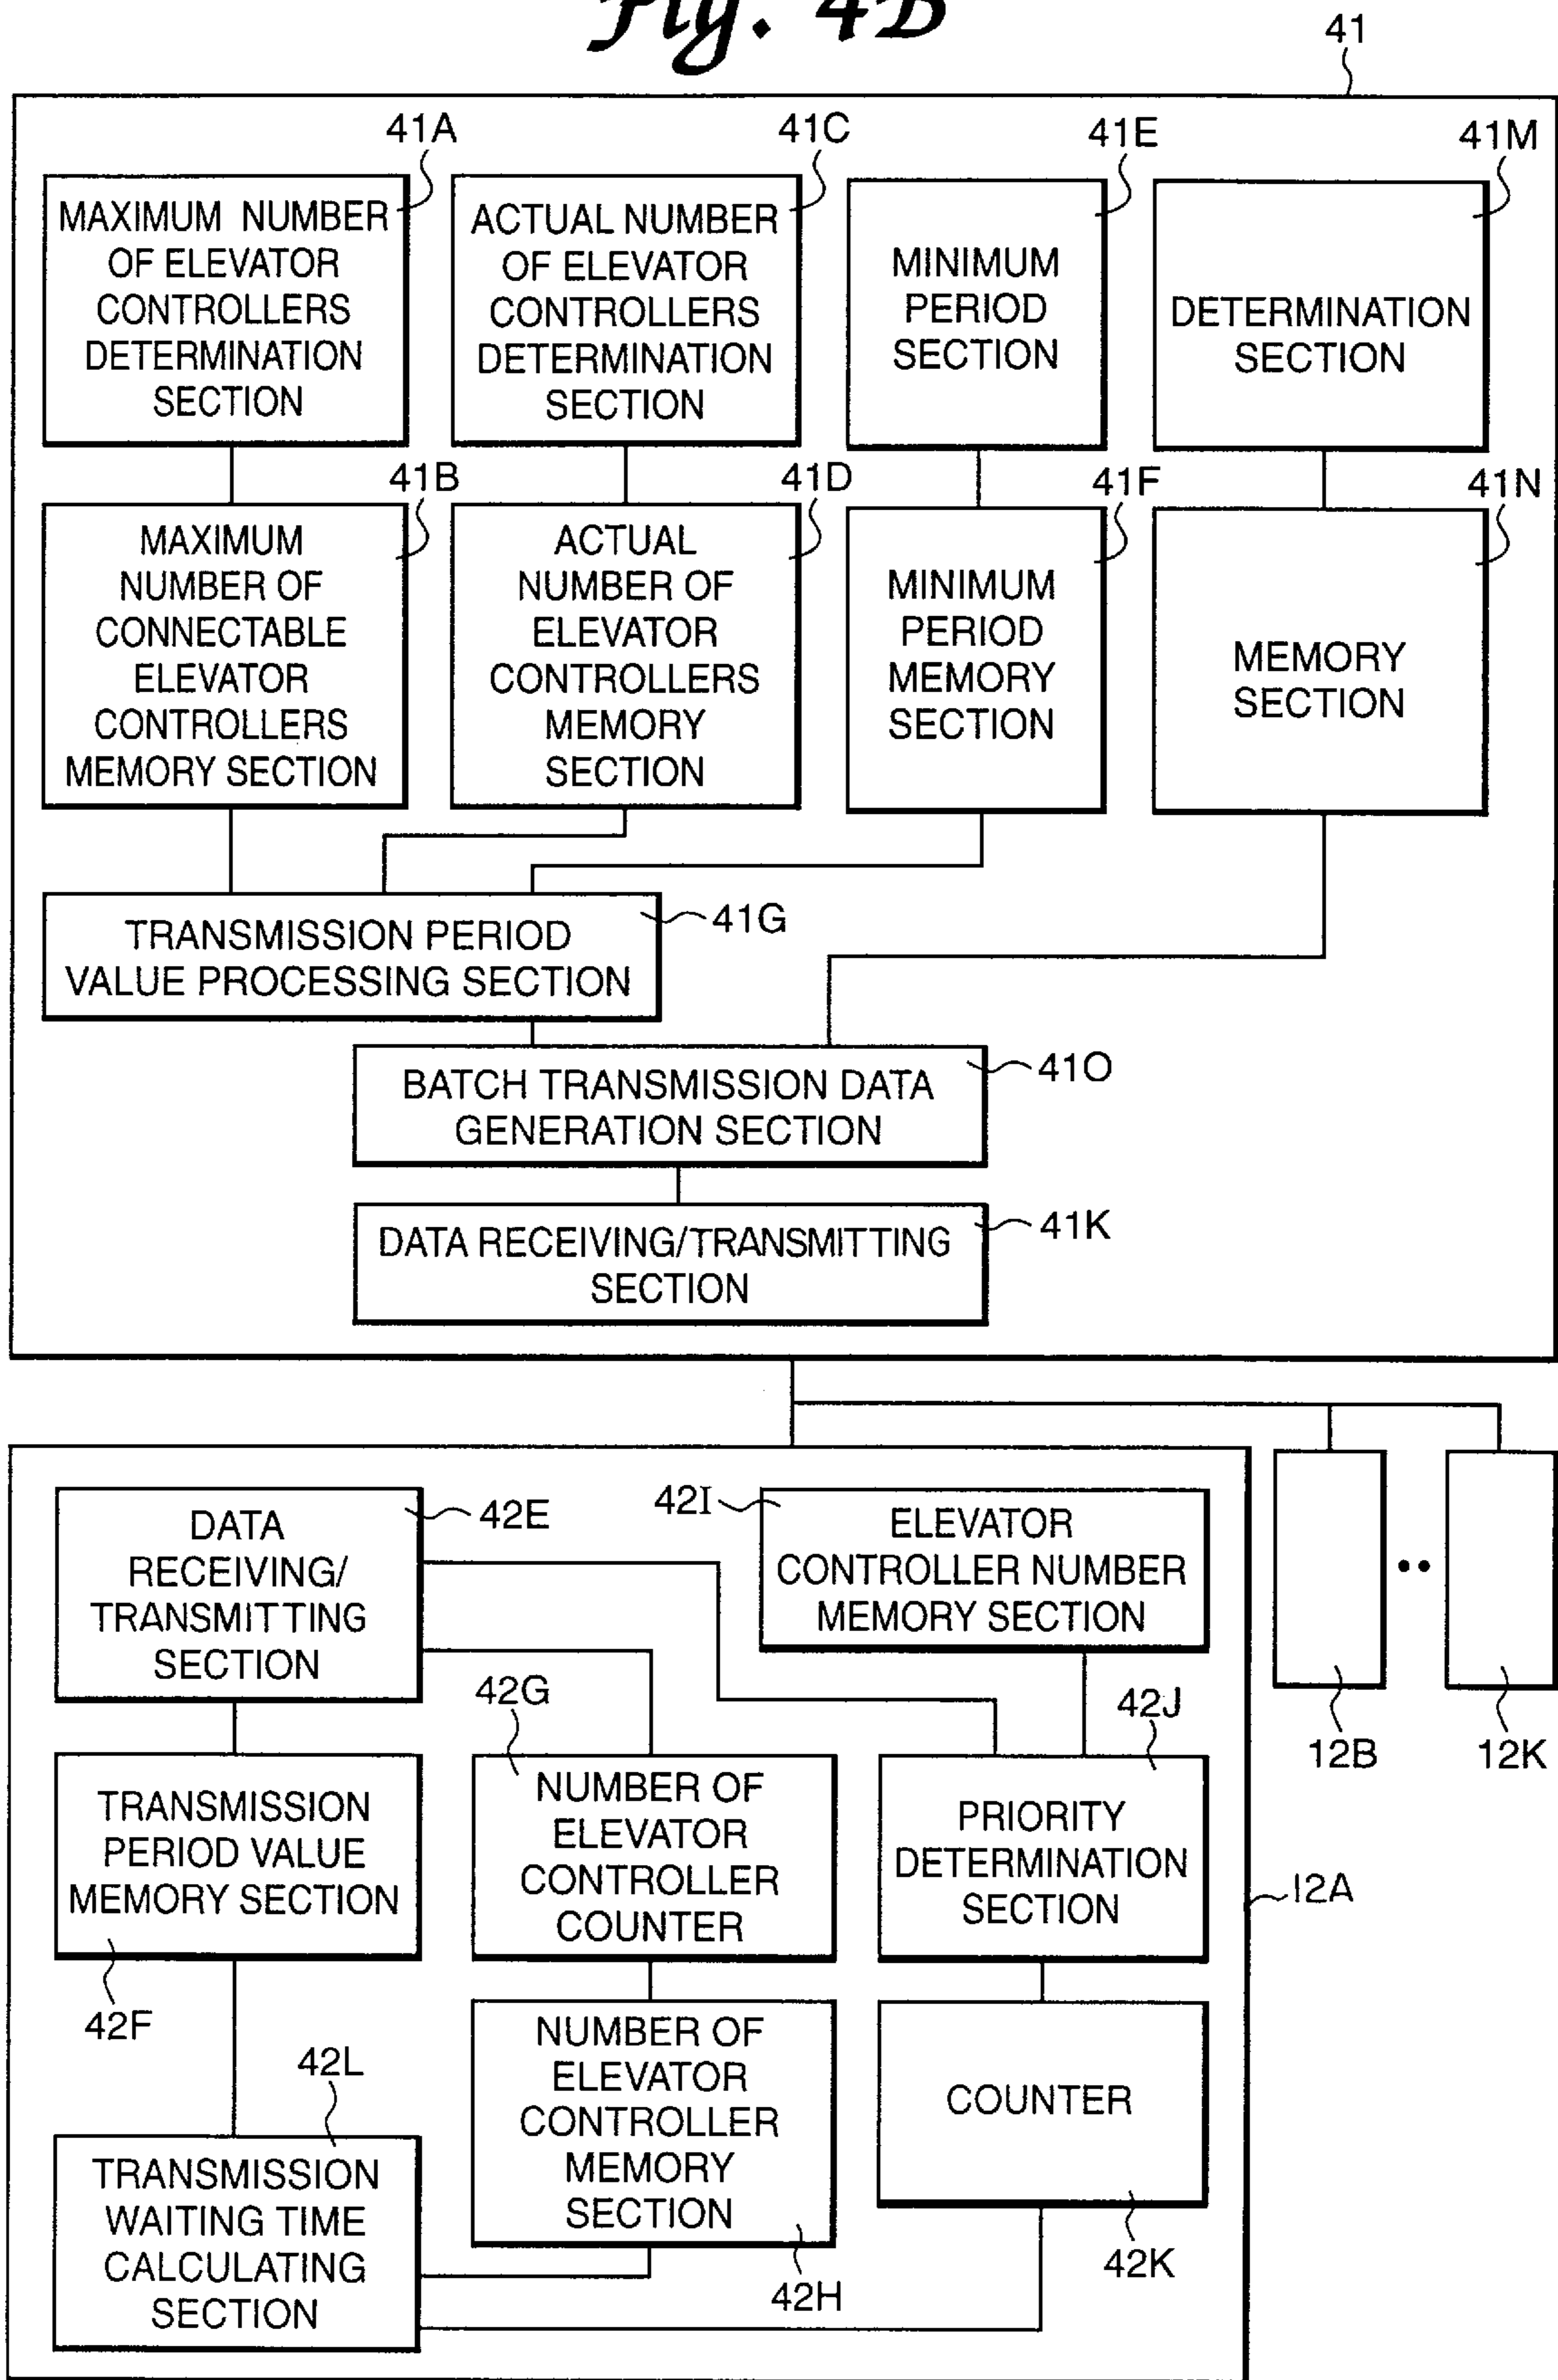 Fig. 4B
41
41A
41C
41E
41M
MAXIMUM NUMBER
OF ELEVATOR
CONTROLLERS
DETERMINATION
SECTION
ACTUAL NUMBER
OF ELEVATOR
CONTROLLERS
DETERMINATION
SECTION
MINIMUM
PERIOD
SECTION
DETERMINATION
SECTION
41B
41D
41F
41N
MAXIMUM
NUMBER OF
CONNECTABLE
ELEVATOR
CONTROLLERS
MEMORY SECTION
ACTUAL
NUMBER OF
ELEVATOR
CONTROLLERS
MEMORY
SECTION
MINIMUM
PERIOD
MEMORY
SECTION
MEMORY
SECTION
TRANSMISSION PERIOD
VALUE PROCESSING SECTION
41G
BATCH TRANSMISSION DATA
GENERATION SECTION
41O
DATA RECEIVING/TRANSMITTING
SECTION
41K
DATA
RECEIVING/
TRANSMITTING
SECTION
42E
42I
ELEVATOR
CONTROLLER NUMBER
MEMORY SECTION
12B
12K
42G
42J
TRANSMISSION
PERIOD VALUE
MEMORY SECTION
42F
NUMBER OF
ELEVATOR
CONTROLLER
COUNTER
PRIORITY
DETERMINATION
SECTION
12A
42L
TRANSMISSION
WAITING TIME
CALCULATING
SECTION
NUMBER OF
ELEVATOR
CONTROLLER
MEMORY
SECTION
42H
COUNTER
42K